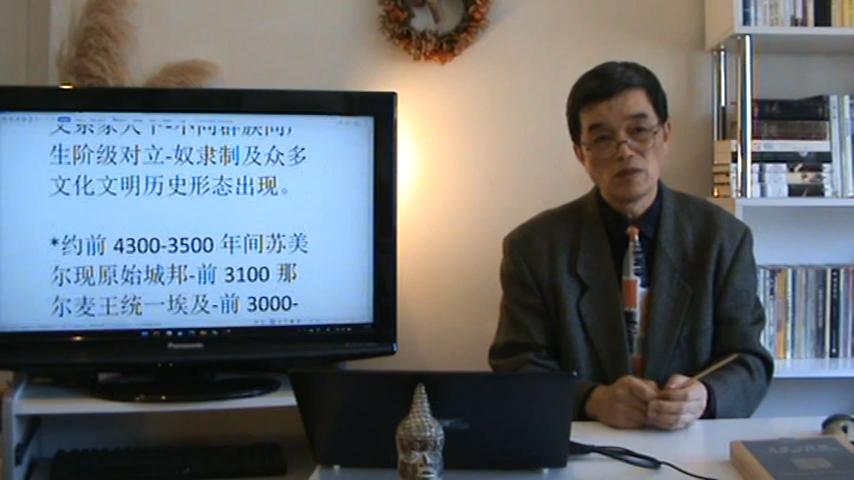 生阶级对立-奴隶制及众多
文化文明历史形态出现。
*约前 4300-3500 年间苏美
尔现原始城邦-前 3100 那
尔麦王统一埃及-前 3000-
Panasonic